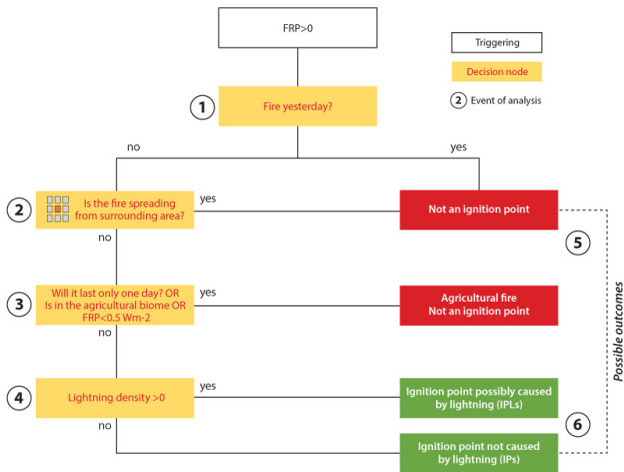 FRP>0
Triggering
Decision node
2 Event of analysis
1
Fire yesterday?
no
yes
2
Is the fire spreading
from surrounding area?
yes
Not an ignition point
no
5
3
Will it last only one day? OR
Is in the agricultural biome OR
FRP<0.5 Wm-2
yes
Agricultural fire
Not an ignition point
no
Possible outcomes
4
Lightning density >0
yes
Ignition point possibly caused
by lightning (IPLs)
no
6
Ignition point not caused
by lightning (IPs)